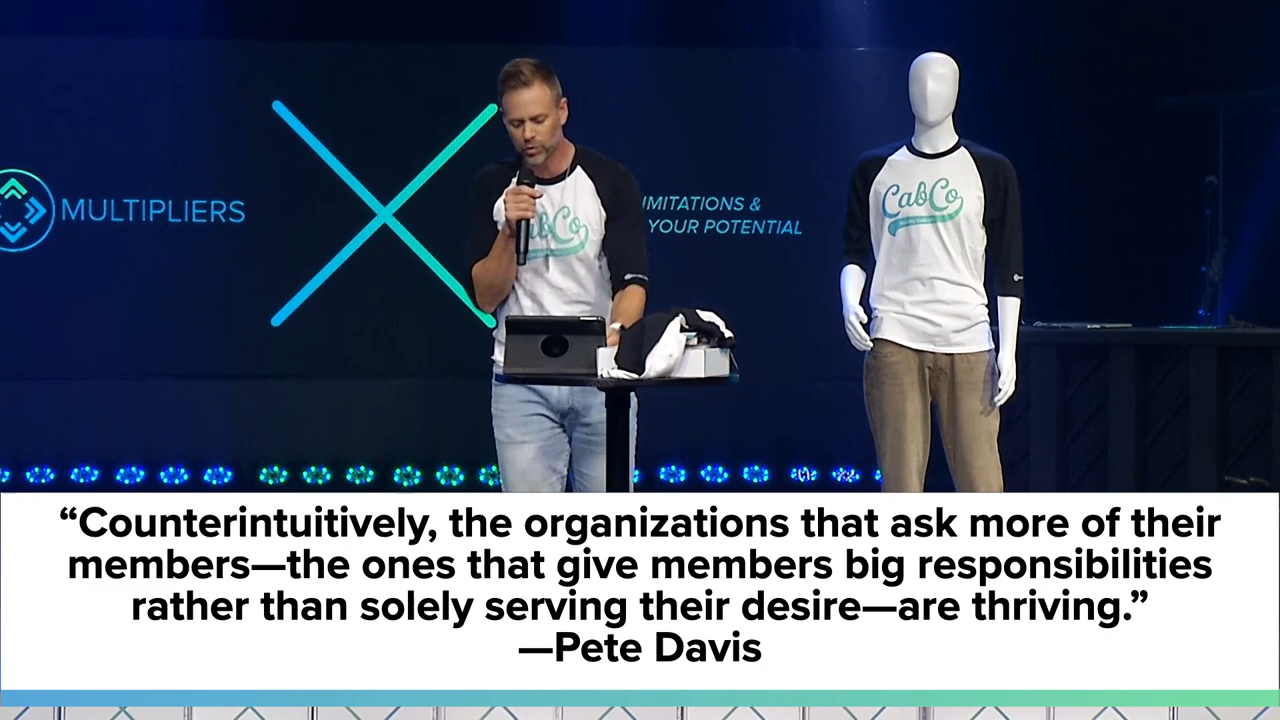 MULTIPLIERS
IMITATIONS &
YOUR POTENTIAL
CabCo
CabCo
“Counterintuitively, the organizations that ask more of their
members—the ones that give members big responsibilities
rather than solely serving their desire—are thriving.”
—Pete Davis